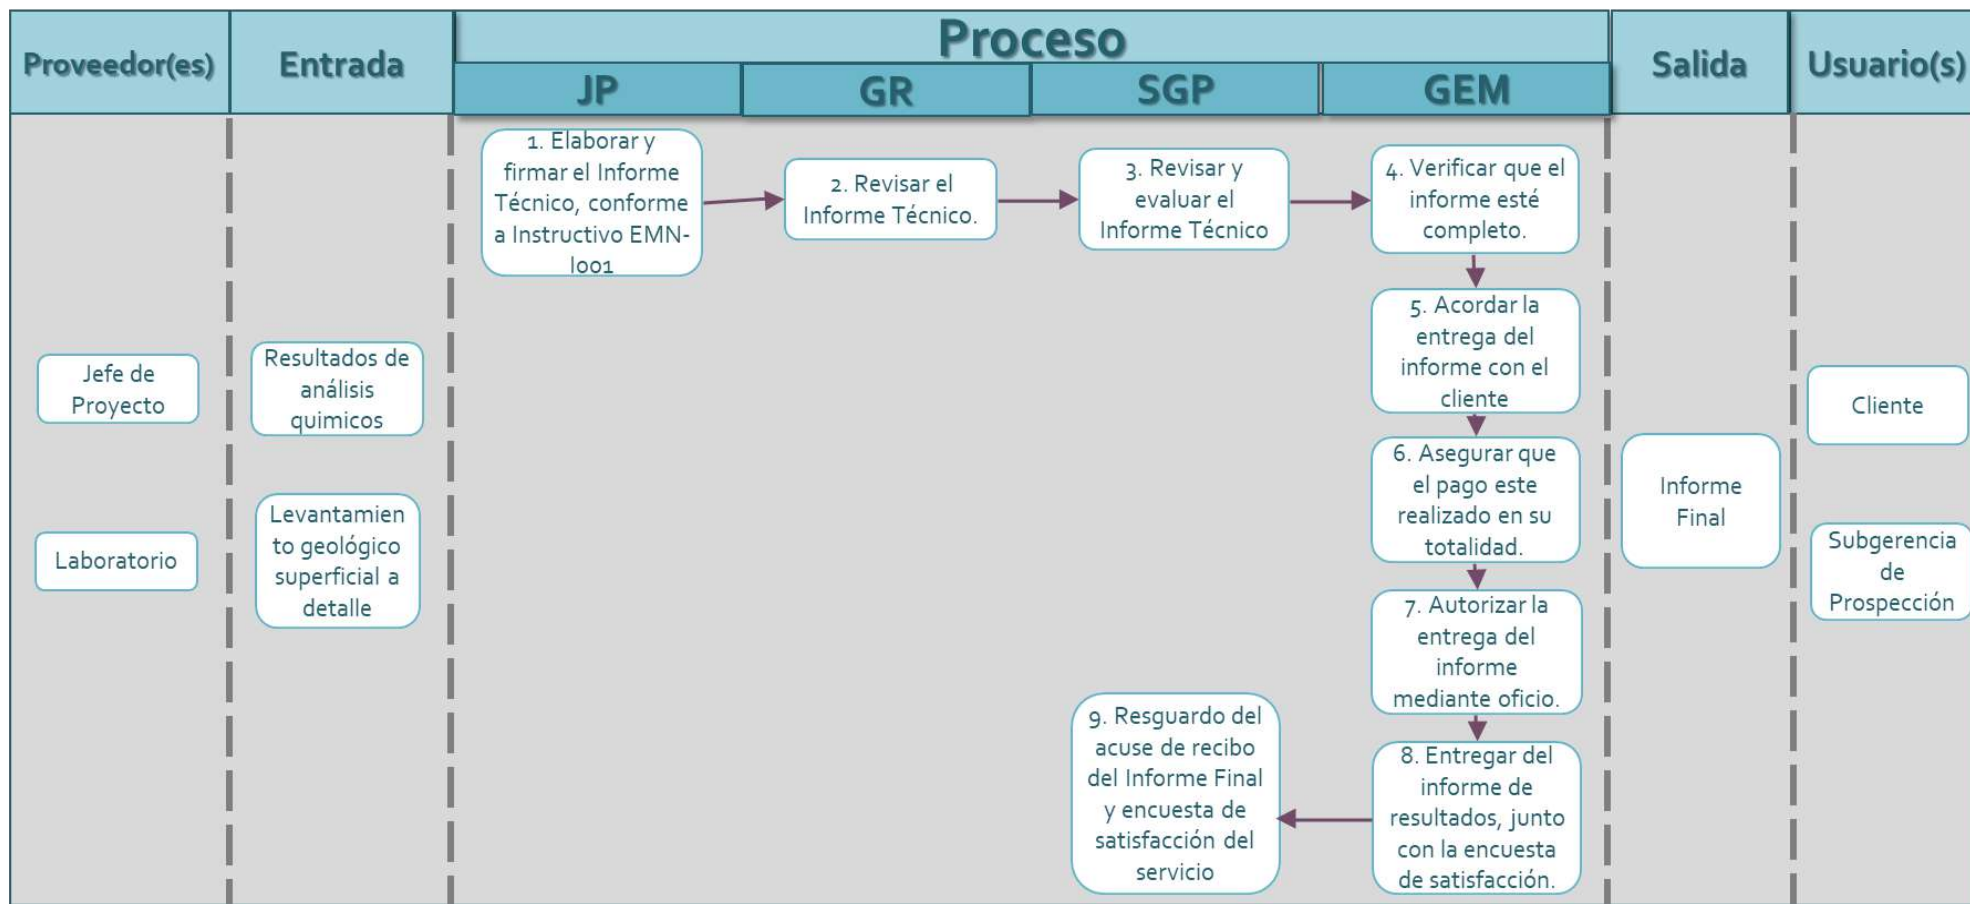 Proveedor(es)
Entrada
Proceso
JP
GR
SGP
GEM
Salida
Usuario(s)
Jefe de
Proyecto
Laboratorio
Resultados de
análisis
quimicos
Levantamien
to geológico
superficial a
detalle
1. Elaborar y
firmar el Informe
Técnico, conforme
a Instructivo EMN-
I001
2. Revisar el
Informe Técnico.
3. Revisar y
evaluar el
Informe Técnico
4. Verificar que el
informe esté
completo.
5. Acordar la
entrega del
informe con el
cliente
6. Asegurar que
el pago este
realizado en su
totalidad.
7. Autorizar la
entrega del
informe
mediante oficio.
8. Entregar del
informe de
resultados, junto
con la encuesta
de satisfacción.
9. Resguardo del
acuse de recibo
del Informe Final
y encuesta de
satisfacción del
servicio
Informe
Final
Cliente
Subgerencia
de
Prospección